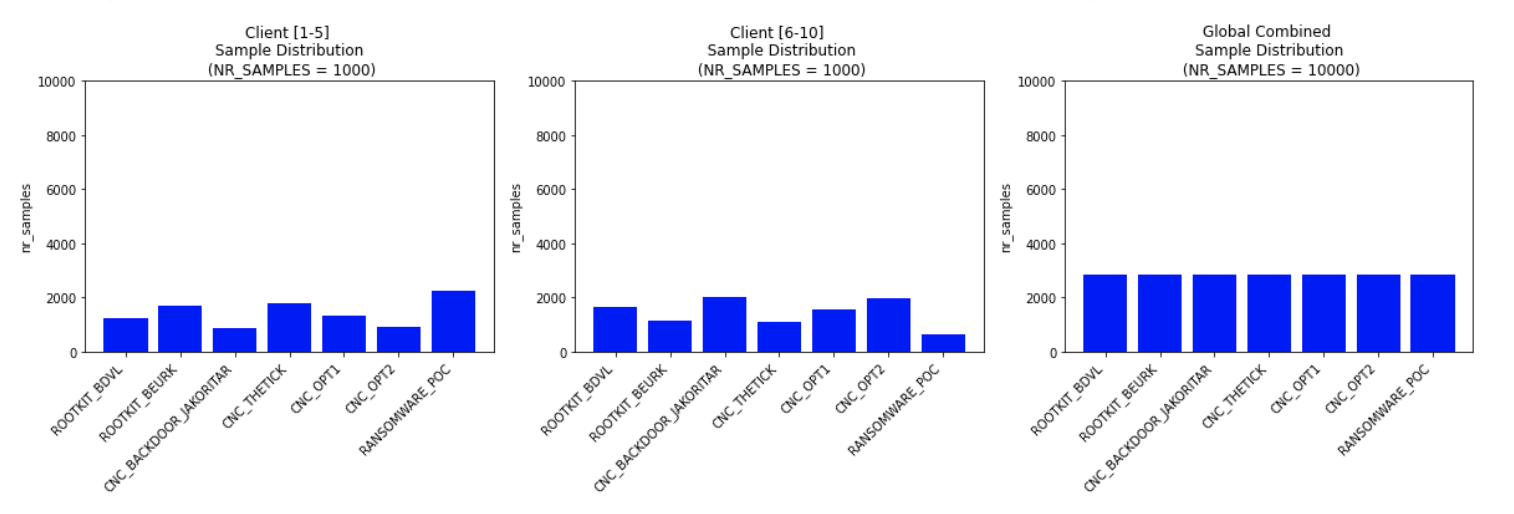 Client [1-5]
Sample Distribution
(NR_SAMPLES = 1000)
10000
8000
6000
4000
2000
0
nr_samples
ROOTKIT_BDVL
ROOTKIT_BEURK
CNC_BACKDOOR_JAKORITAR
CNC_THETICK
CNC_OPT1
CNC_OPT2
RANSOMWARE_POC
Client [6-10]
Sample Distribution
(NR_SAMPLES = 1000)
10000
8000
6000
4000
2000
0
nr_samples
ROOTKIT_BDVL
ROOTKIT_BEURK
CNC_BACKDOOR_JAKORITAR
CNC_THETICK
CNC_OPT1
CNC_OPT2
RANSOMWARE_POC
Global Combined
Sample Distribution
(NR_SAMPLES = 10000)
10000
8000
6000
4000
2000
0
nr_samples
ROOTKIT_BDVL
ROOTKIT_BEURK
CNC_BACKDOOR_JAKORITAR
CNC_THETICK
CNC_OPT1
CNC_OPT2
RANSOMWARE_POC